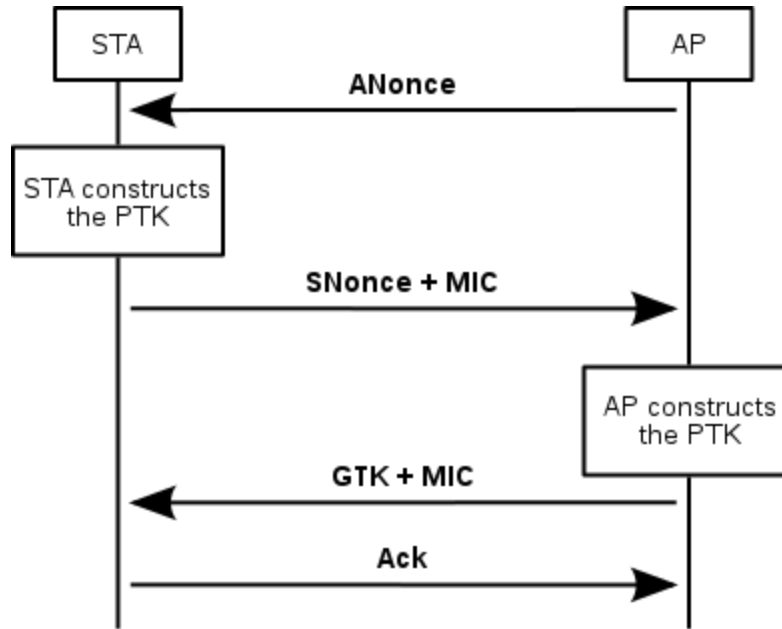 STA
AP
ANonce
STA constructs
the PTK
SNonce + MIC
AP constructs
the PTK
GTK + MIC
Ack